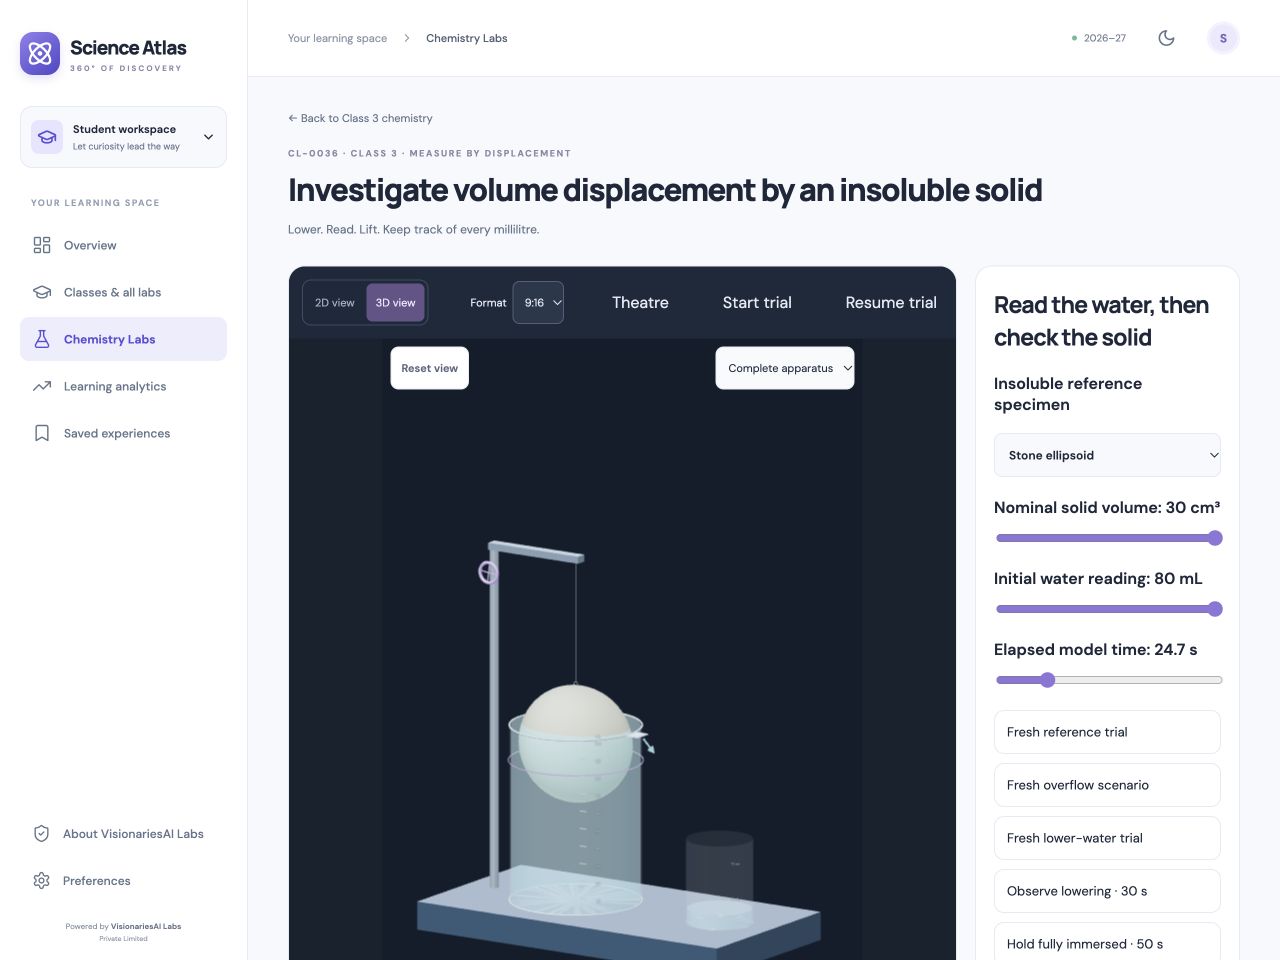 Science Atlas
360° OF DISCOVERY
Student workspace
Let curiosity lead the way
YOUR LEARNING SPACE
Overview
Classes & all labs
Chemistry Labs
Learning analytics
Saved experiences
About VisionariesAI Labs
Preferences
Powered by VisionariesAI Labs
Private Limited
Your learning space
Chemistry Labs
2026–27
S
← Back to Class 3 chemistry
CL-0036 · CLASS 3 · MEASURE BY DISPLACEMENT
Investigate volume displacement by an insoluble solid
Lower. Read. Lift. Keep track of every millilitre.
2D view
3D view
Format
9:16
Theatre
Start trial
Resume trial
Reset view
Complete apparatus
Read the water, then
check the solid
Insoluble reference
specimen
Stone ellipsoid
Nominal solid volume: 30 cm³
Initial water reading: 80 mL
Elapsed model time: 24.7 s
Fresh reference trial
Fresh overflow scenario
Fresh lower-water trial
Observe lowering · 30 s
Hold fully immersed · 50 s